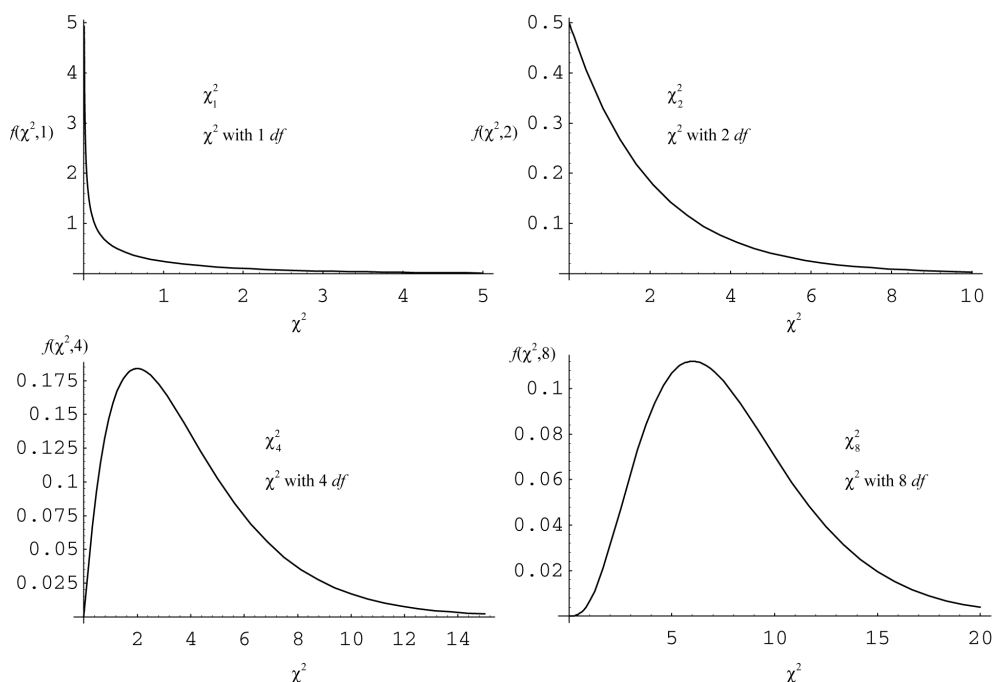 5
4
f(χ²,1) 3
2
1
χ²₁
χ² with 1 df
1 2 3 4 5
χ²
0.5
0.4
f(χ²,2) 0.3
0.2
0.1
χ²₂
χ² with 2 df
2 4 6 8 10
χ²
f(χ²,4)
0.175
0.15
0.125
0.1
0.075
0.05
0.025
χ²₄
χ² with 4 df
2 4 6 8 10 12 14
χ²
f(χ²,8)
0.1
0.08
0.06
0.04
0.02
χ²₈
χ² with 8 df
5 10 15 20
χ²